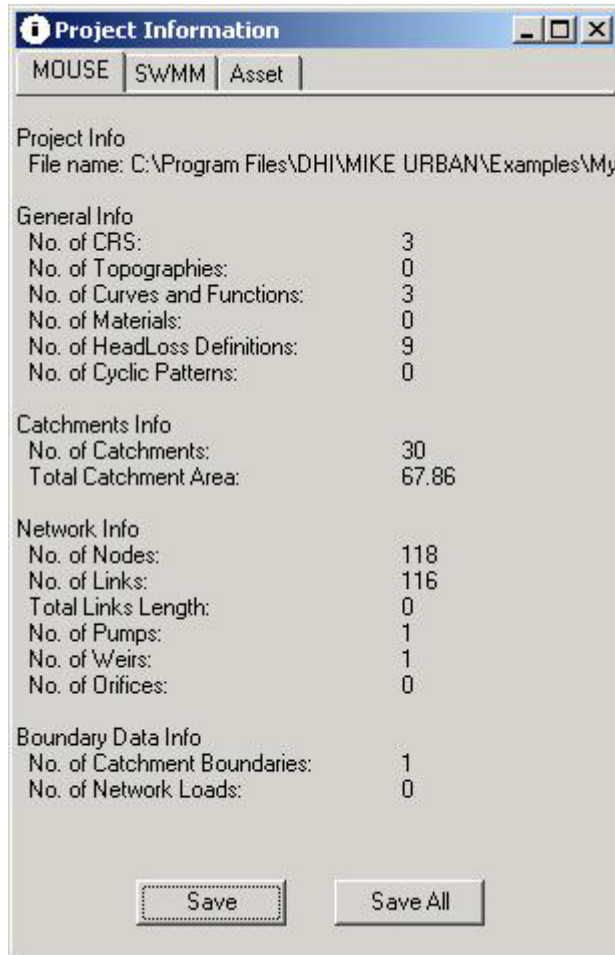 Project Information
MOUSE SWMM Asset
Project Info
File name: C:\Program Files\DHI\MIKE URBAN\Examples\My
General Info
No. of CRS: 3
No. of Topographies: 0
No. of Curves and Functions: 3
No. of Materials: 0
No. of HeadLoss Definitions: 9
No. of Cyclic Patterns: 0
Catchments Info
No. of Catchments: 30
Total Catchment Area: 67.86
Network Info
No. of Nodes: 118
No. of Links: 116
Total Links Length: 0
No. of Pumps: 1
No. of Weirs: 1
No. of Orifices: 0
Boundary Data Info
No. of Catchment Boundaries: 1
No. of Network Loads: 0
Save Save All